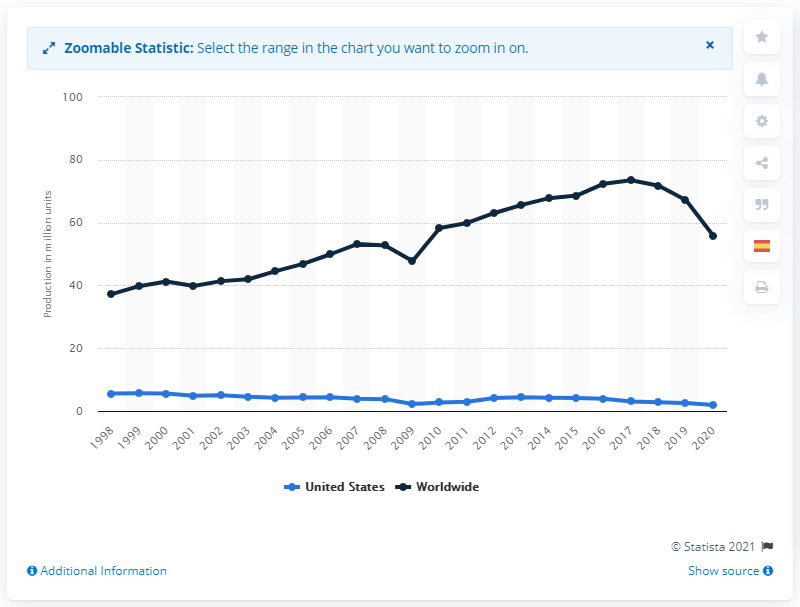 Zoomable Statistic: Select the range in the chart you want to zoom in on.
×
100
80
60
40
20
0
Production in million units
1998 1999 2000 2001 2002 2003 2004 2005 2006 2007 2008 2009 2010 2011 2012 2013 2014 2015 2016 2017 2018 2019 2020
United States Worldwide
© Statista 2021
Additional Information Show source